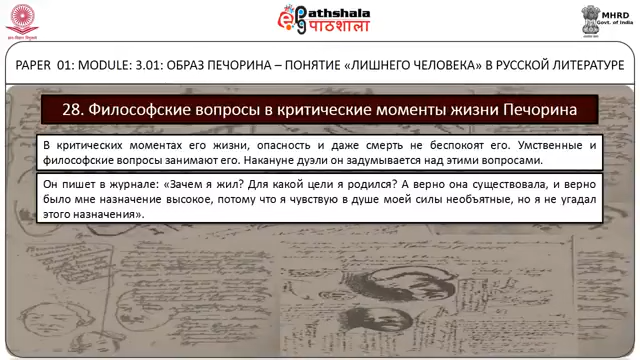 Pathshala
पाठशाला
MHRD
Govt. of India
PAPER 01: MODULE: 3.01: ОБРАЗ ПЕЧОРИНА – ПОНЯТИЕ «ЛИШНЕГО ЧЕЛОВЕКА» В РУССКОЙ ЛИТЕРАТУРЕ
28. Философские вопросы в критические моменты жизни Печорина
В критических моментах его жизни, опасность и даже смерть не беспокоят его. Умственные и
философские вопросы занимают его. Накануне дуэли он задумывается над этими вопросами.
Он пишет в журнале: «Зачем я жил? Для какой цели я родился? А верно она существовала, и верно
было мне назначение высокое, потому что я чувствую в душе моей силы необъятные, но я не угадал
этого назначения».